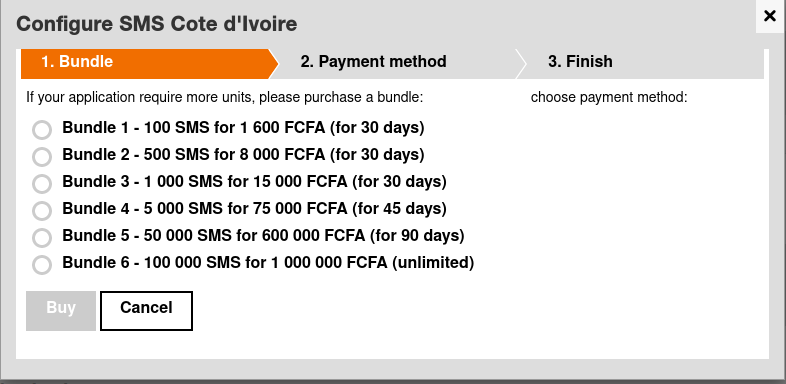 Configure SMS Cote d'Ivoire
×
1. Bundle
2. Payment method
3. Finish
If your application require more units, please purchase a bundle:
choose payment method:
Bundle 1 - 100 SMS for 1 600 FCFA (for 30 days)
Bundle 2 - 500 SMS for 8 000 FCFA (for 30 days)
Bundle 3 - 1 000 SMS for 15 000 FCFA (for 30 days)
Bundle 4 - 5 000 SMS for 75 000 FCFA (for 45 days)
Bundle 5 - 50 000 SMS for 600 000 FCFA (for 90 days)
Bundle 6 - 100 000 SMS for 1 000 000 FCFA (unlimited)
Buy
Cancel